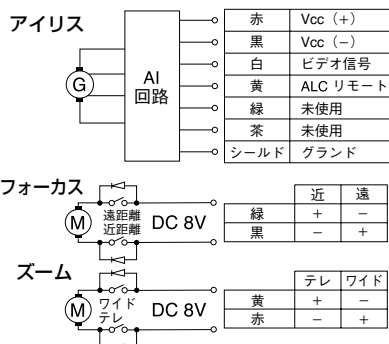 アイリス
G
AI
回路
赤 Vcc（+）
黒 Vcc（−）
白 ビデオ信号
黄 ALC リモート
緑 未使用
茶 未使用
シールド グランド
フォーカス
M
遠距離
近距離
DC 8V
近 遠
緑 + −
黒 − +
ズーム
M
ワイド
テレ
DC 8V
テレ ワイド
黄 + −
赤 − +